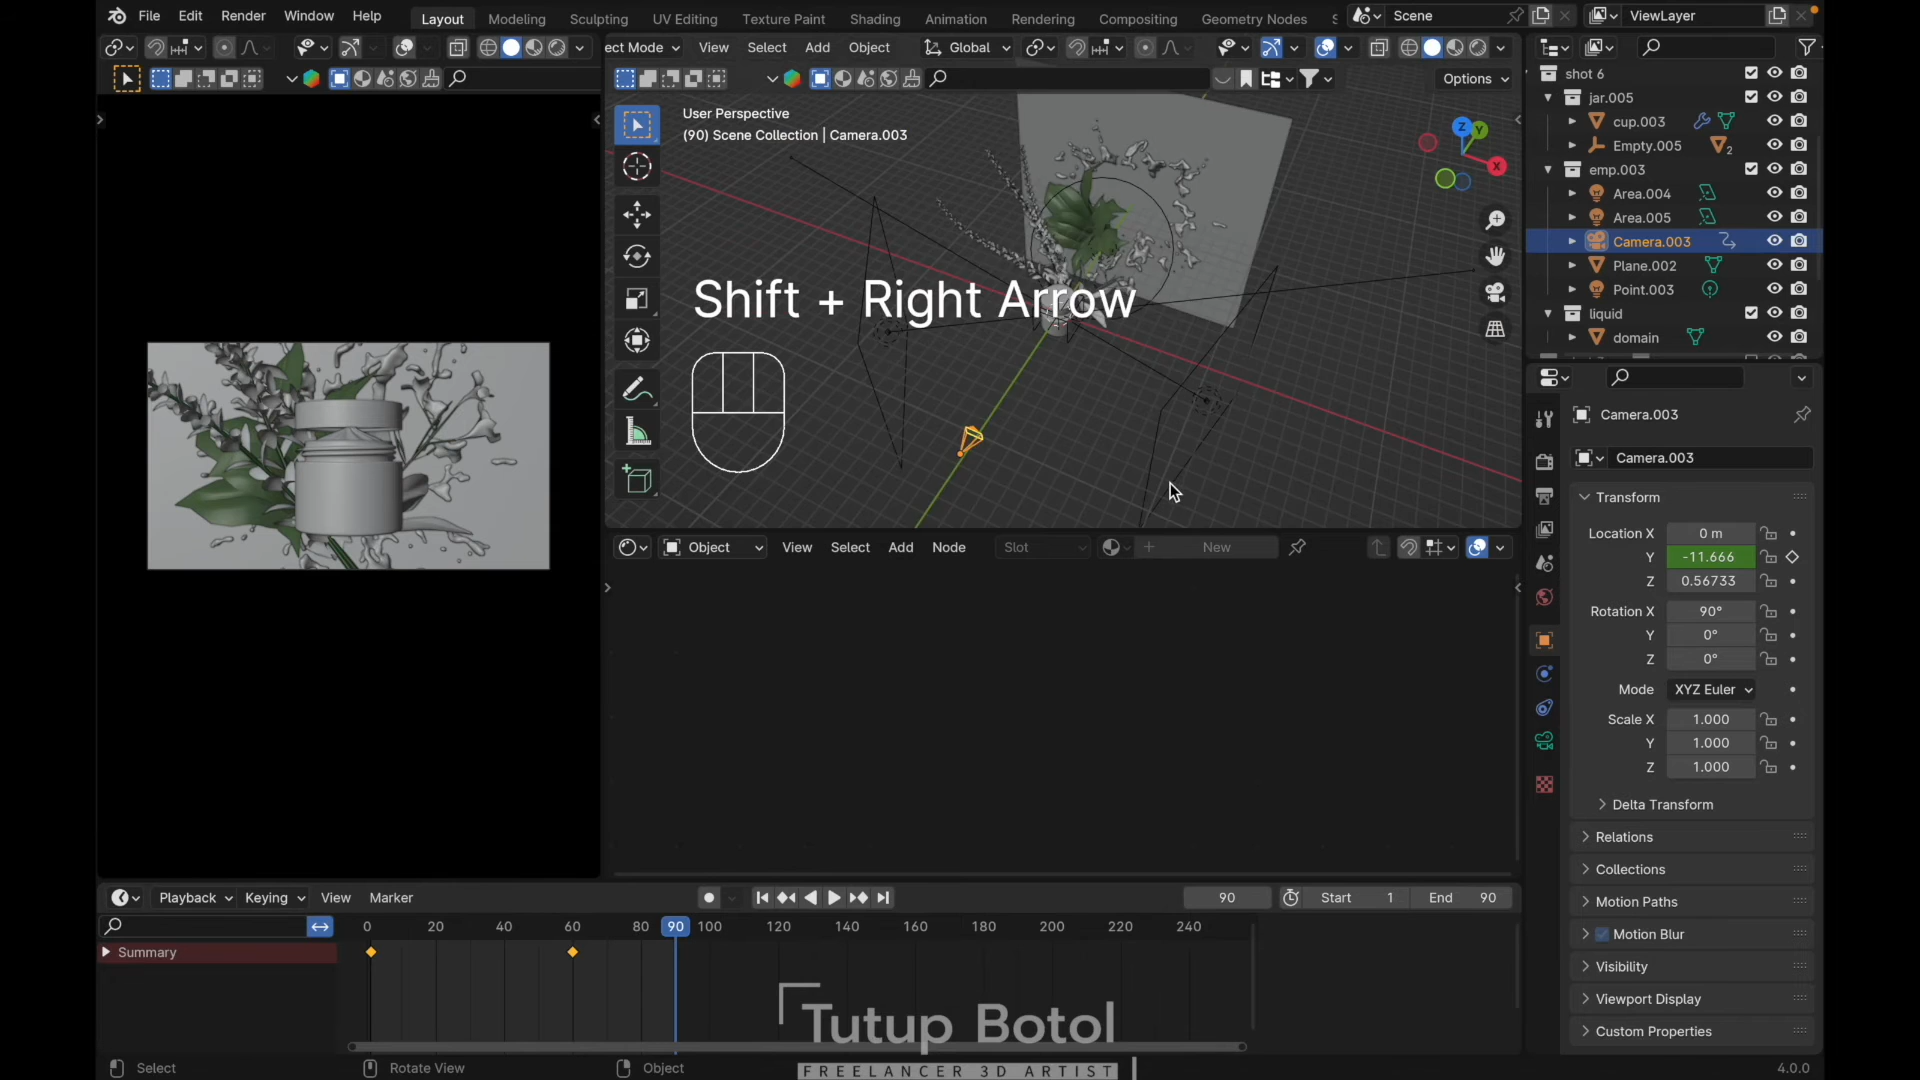 File Edit Render Window Help
Layout Modeling Sculpting UV Editing Texture Paint Shading Animation Rendering Compositing Geometry Nodes S
Scene
ViewLayer
ect Mode View Select Add Object Global
Options
User Perspective
(90) Scene Collection | Camera.003
Z Y
X
Shift + Right Arrow
shot 6
jar.005
cup.003
Empty.005 2
emp.003
Area.004
Area.005
Camera.003
Plane.002
Point.003
liquid
domain
Camera.003
Camera.003
Transform
Location X 0 m
Y -11.666
Z 0.56733
Rotation X 90°
Y 0°
Z 0°
Mode XYZ Euler
Scale X 1.000
Y 1.000
Z 1.000
Delta Transform
Relations
Collections
Motion Paths
Motion Blur
Visibility
Viewport Display
Custom Properties
Object View Select Add Node Slot New
Playback Keying View Marker 90 Start 1 End 90
0 20 40 60 80 90 100 120 140 160 180 200 220 240
Summary
Tutup Botol
FREELANCER 3D ARTIST
Select Rotate View Object 4.0.0